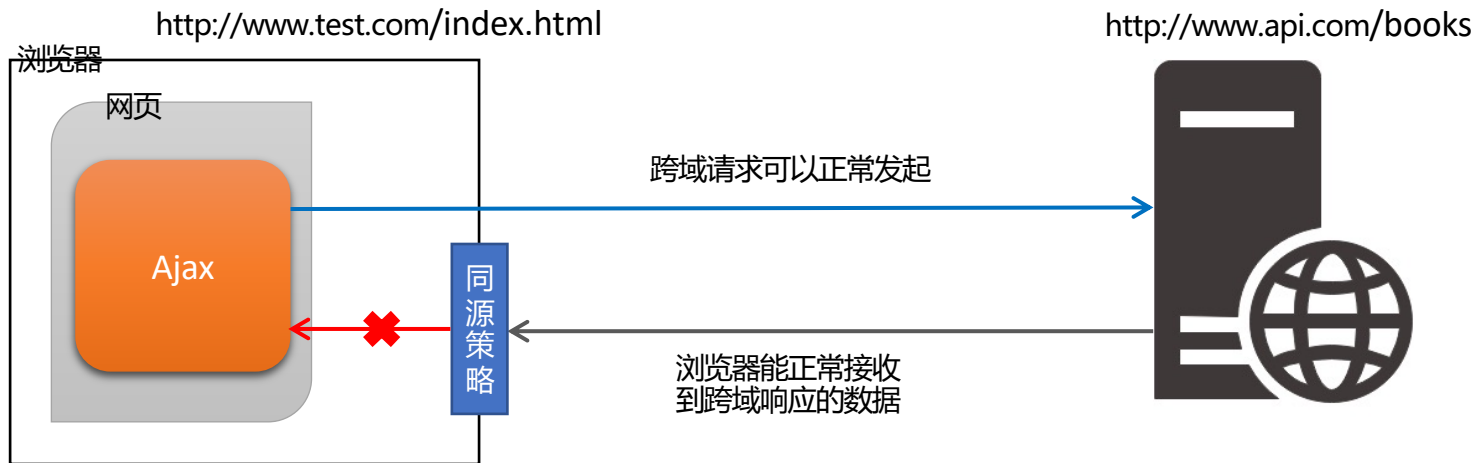 http://www.test.com/index.html
http://www.api.com/books
浏览器
网页
跨域请求可以正常发起
Ajax
同
源
策
略
浏览器能正常接收
到跨域响应的数据